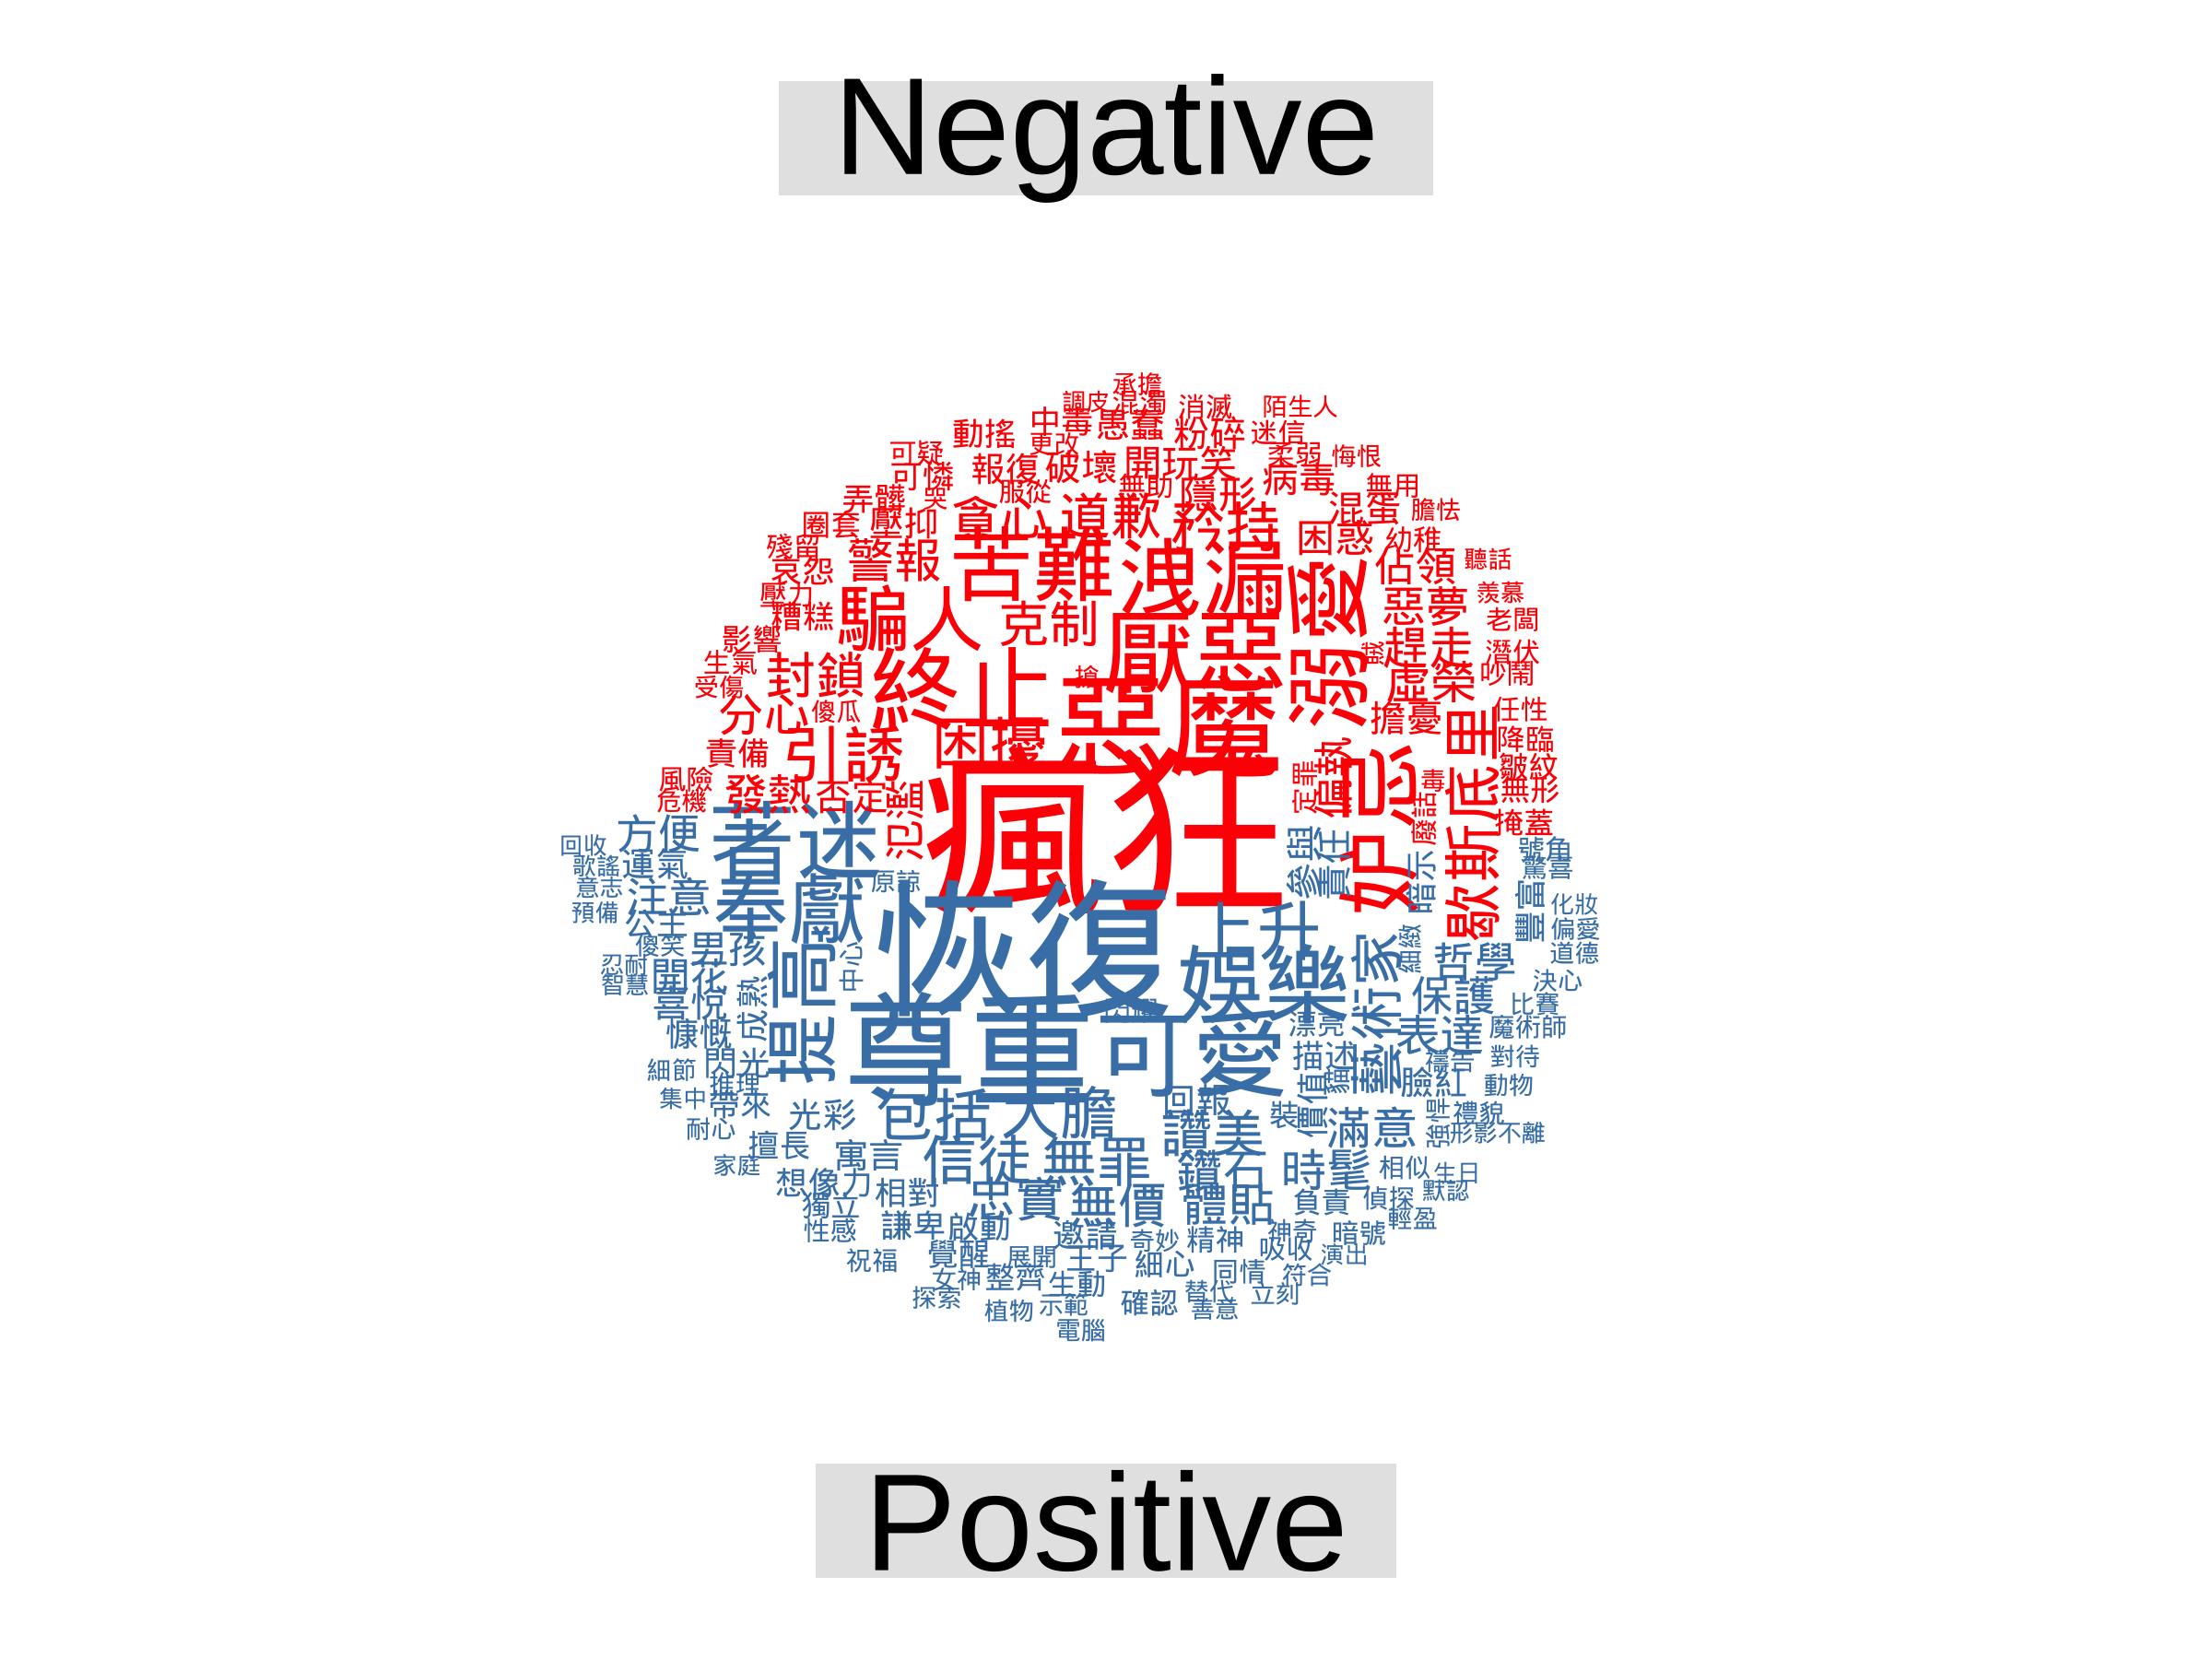 Negative
承擔
調皮 混濁 消滅 陌生人
動搖 中毒 愚蠢 粉碎 迷信
可疑 更改 柔弱 悔恨
可憐 報復 破壞 開玩笑 病毒
弄髒 哭 服從 無助 隱形 無用
圈套 壓抑 貪心 道歉 矜持 混蛋 膽怯
殘留 警報 苦難 洩漏 困惑 幼稚
哀怨 佔領 聽話
壓力 溺愛 惡夢 羨慕
糟糕 騙人 克制 厭惡 老闆
影響 趕走 潛伏
生氣 封鎖 終止 搶 惡魔 虛榮 吵鬧
受傷 分心 傻瓜 擔憂 任性
責備 引誘 困擾 歇斯底里 降臨
風險 定罪 偏執 忌妒 毒 皺紋
危機 發熱 否定 氾濫 瘋狂 廢話 無形
掩蓋
方便 著迷 參與 責任
回收 號角
歌謠 運氣 原諒 暗示 驚喜
意志 注意 奉獻 恢復 豐富 化妝
預備 公主 上升 偏愛
傻笑 男孩 中心 細緻 哲學 道德
忍耐 開花 提高 娛樂 藝術家 決心
智慧 喜悅 成熟 保護 比賽
慷慨 尊重 可愛 漂亮 表達 魔術師
細節 閃光 描述 禱告 對待
推理 貓 臉紅 動物
集中 帶來 光彩 包括 大膽 回報 裝 價值 禮貌
耐心 擅長 讚美 滿意 形影不離
家庭 寓言 信徒 無罪 鑽石 時髦 相似 生日
想像力 相對 忠實 無價 體貼 負責 偵探 默認
獨立 輕盈
性感 謙卑 啟動 邀請 奇妙 精神 神奇 暗號
祝福 覺醒 展開 王子 細心 吸收 演出
女神 整齊 生動 同情 符合
探索 植物 示範 確認 替代 立刻
善意
電腦
Positive